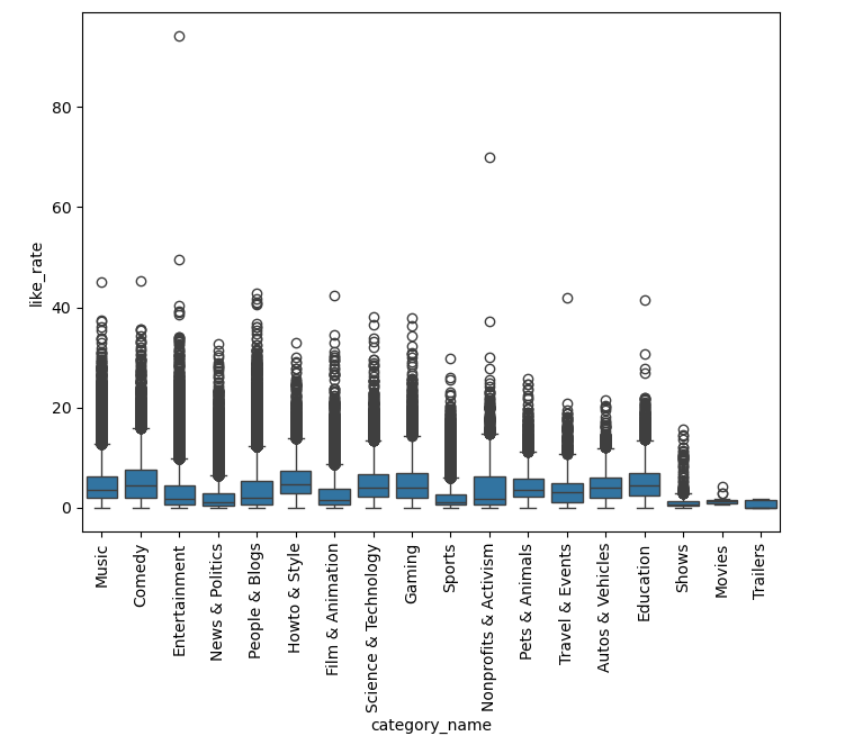 80
60
40
20
0
like_rate
Music
Comedy
Entertainment
News & Politics
People & Blogs
Howto & Style
Film & Animation
Science & Technology
Gaming
Sports
Nonprofits & Activism
Pets & Animals
Travel & Events
Autos & Vehicles
Education
Shows
Movies
Trailers
category_name